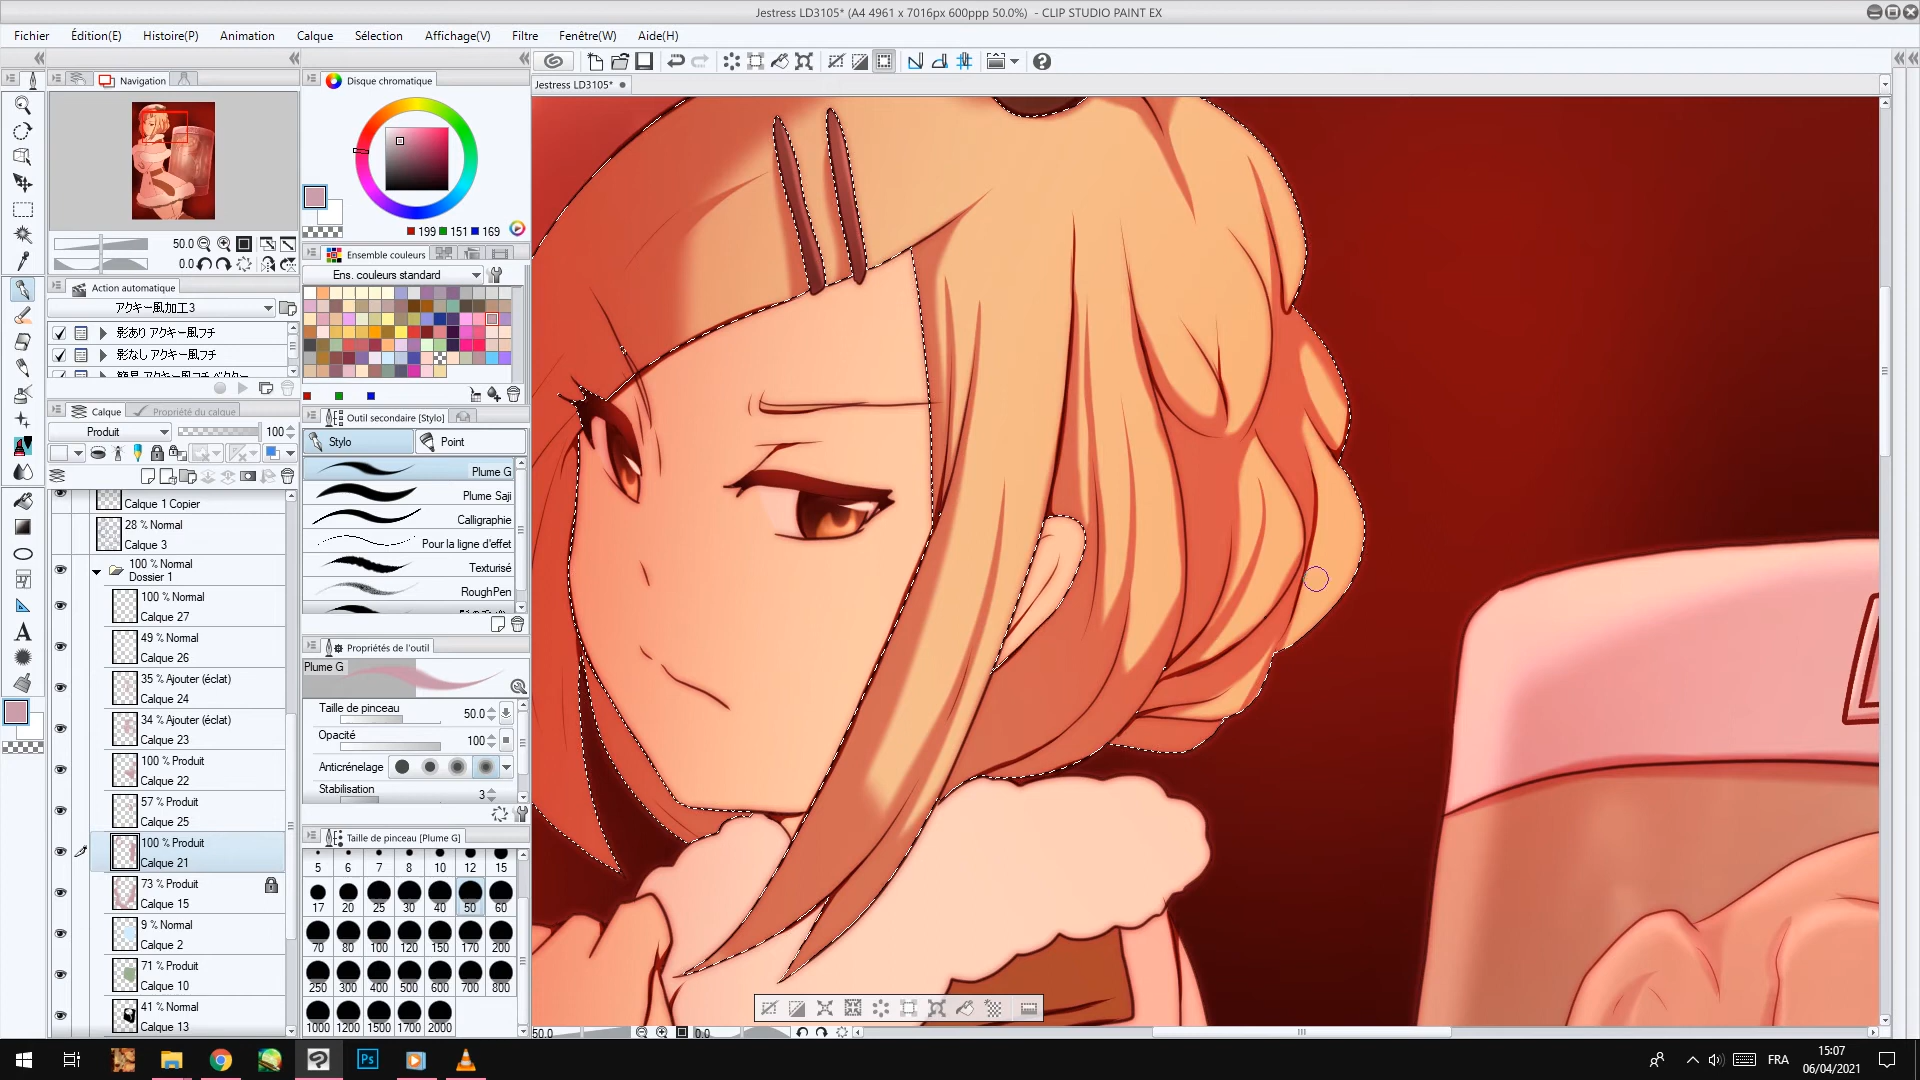 Jestress LD3105* (A4 4961 x 7016px 600ppp 50.0%)  - CLIP STUDIO PAINT EX
Fichier Édition(E) Histoire(P) Animation Calque Sélection Affichage(V) Filtre Fenêtre(W) Aide(H)
Navigation
Disque chromatique
Jestress LD3105*
50.0
0.0
199 151 169
Ensemble couleurs
Ens. couleurs standard
Action automatique
アクキー風加工3
影あり アクキー風フチ
影なし アクキー風フチ
Calque
Propriété du calque
Produit
100
Calque 1 Copier
28 % Normal
Calque 3
100 % Normal
Dossier 1
100 % Normal
Calque 27
49 % Normal
Calque 26
35 % Ajouter (éclat)
Calque 24
34 % Ajouter (éclat)
Calque 23
100 % Produit
Calque 22
57 % Produit
Calque 25
100 % Produit
Calque 21
73 % Produit
Calque 15
9 % Normal
Calque 2
71 % Produit
Calque 10
41 % Normal
Calque 13
Outil secondaire [Stylo]
Stylo
Point
Plume G
Plume Saji
Calligraphie
Pour la ligne d'effet
Texturisé
RoughPen
Propriétés de l'outil
Plume G
Taille de pinceau 50.0
Opacité 100
Anticrénelage
Stabilisation 3
Taille de pinceau [Plume G]
5 6 7 8 10 12 15
17 20 25 30 40 50 60
70 80 100 120 150 170 200
250 300 400 500 600 700 800
1000 1200 1500 1700 2000
50.0
0.0
Ps
FRA
15:07
06/04/2021